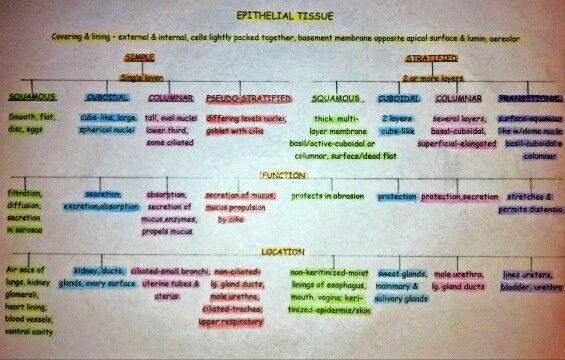 EPITHELIAL TISSUE
Covering & lining - external & internal, cells lightly packed together, basement membrane opposite apical surface & lumin, aereolar
SIMPLE
Single layer
STRATIFIED
2 or more layers
SQUAMOUS
Smooth, flat,
disc, eggs
CUBOIDAL
cube-like, large
spherical nuclei
COLUMNAR
tall, oval nuclei
lower third,
some ciliated
PSEUDO-STRATIFIED
differing levels nuclei,
goblet with cilia
SQUAMOUS
thick multi-
layer membrane
basil/active-cuboidal or
columnar, surface/dead flat
CUBOIDAL
2 layers
cube-like
COLUMNAR
several layers,
basal-cuboidal,
superficial-elongated
TRANSITIONAL
surface-squamous
like w/dome nuclei
basil-cuboidal o
columnar
FUNCTION
filtration,
diffusion,
secretion
in serosae
secretion,
excretion,absorption
absorption,
secretion of
mucus,enzymes,
propels mucus
secretion of mucus,
mucus propulsion
by cilia
protects in abrasion
protection
protection,secretion
stretches &
permits distensio
LOCATION
Air sacs of
lungs, kidney
glomerali,
heart lining,
blood vessels,
ventral cavity
kidney, ducts,
glands, ovary surface
ciliated-small bronchi,
uterine tubes &
uterus
non-ciliated-
lg. gland ducts,
male urethra,
ciliated-trachea,
upper respiratory
non-keritinized-moist
linings of esophagus,
mouth, vagina; keri-
tinized-epidermis/skin
sweat glands,
mammary &
salivary glands
male urethra,
lg. gland ducts
lines ureters,
bladder, urethra